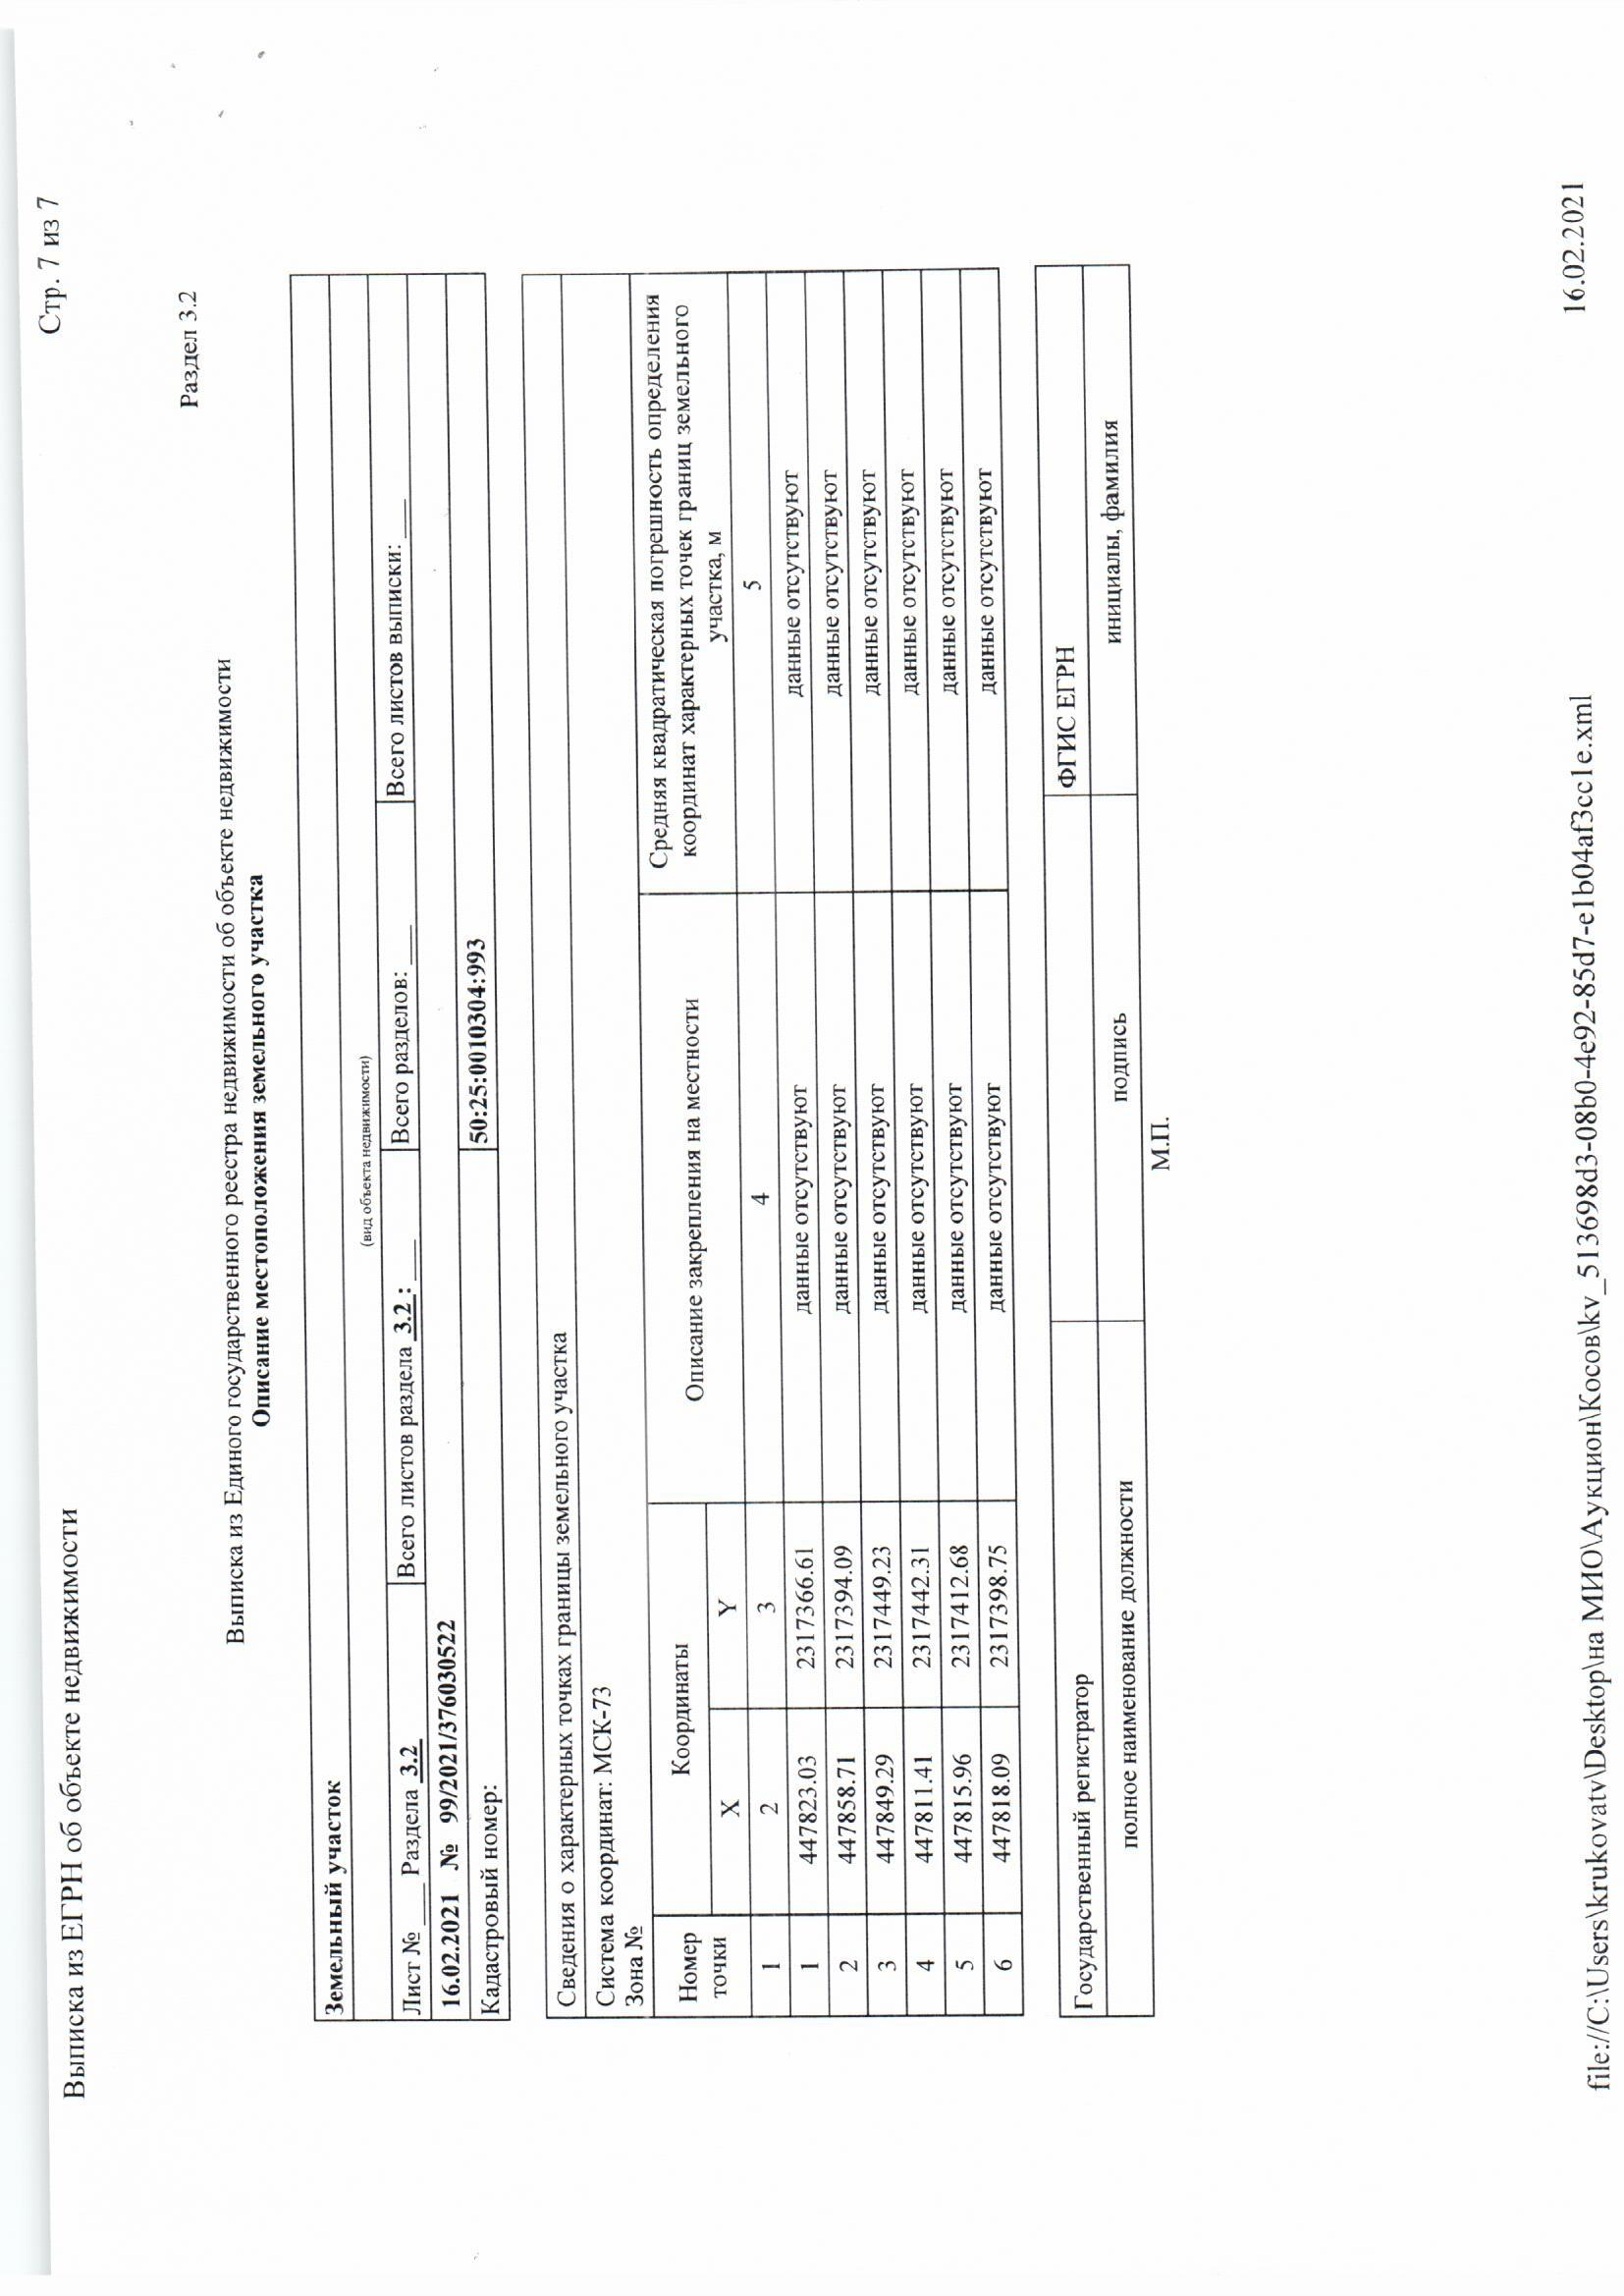 Выписка из ЕГРН об объекте недвижимости
Стр. 7 из 7
Раздел 3.2
Выписка из Единого государственного реестра недвижимости об объекте недвижимости
Описание местоположения земельного участка
Земельный участок
(вид объекта недвижимости)
Лист № ___ Раздела 3.2 Всего листов раздела 3.2 : ___ Всего разделов: ___ Всего листов выписки: ___
16.02.2021 № 99/2021/376030522
Кадастровый номер: 50:25:0010304:993
Сведения о характерных точках границы земельного участка
Система координат: МСК-73
Зона №
Номер точки
Координаты
X Y
Описание закрепления на местности
Средняя квадратическая погрешность определения
координат характерных точек границ земельного
участка, м
1 2 3 4 5
1 447823.03 2317366.61 данные отсутствуют данные отсутствуют
2 447858.71 2317394.09 данные отсутствуют данные отсутствуют
3 447849.29 2317449.23 данные отсутствуют данные отсутствуют
4 447811.41 2317442.31 данные отсутствуют данные отсутствуют
5 447815.96 2317412.68 данные отсутствуют данные отсутствуют
6 447818.09 2317398.75 данные отсутствуют данные отсутствуют
Государственный регистратор ФГИС ЕГРН
полное наименование должности подпись инициалы, фамилия
М.П.
file://C:\Users\krukovatv\Desktop\на МИО\Аукцион\Косов\kv_513698d3-08b0-4e92-85d7-e1b04af3cc1e.xml 16.02.2021